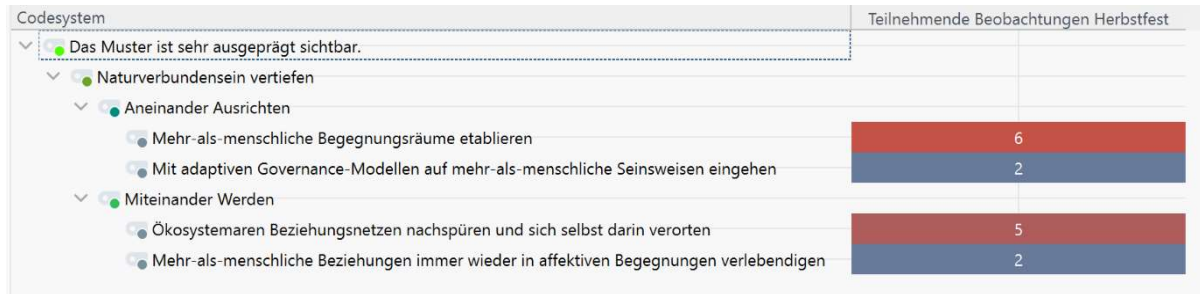 Codesystem Teilnehmende Beobachtungen Herbstfest
Das Muster ist sehr ausgeprägt sichtbar.
Naturverbundensein vertiefen
Aneinander Ausrichten
Mehr-als-menschliche Begegnungsräume etablieren 6
Mit adaptiven Governance-Modellen auf mehr-als-menschliche Seinsweisen eingehen 2
Miteinander Werden
Ökosystemaren Beziehungsnetzen nachspüren und sich selbst darin verorten 5
Mehr-als-menschliche Beziehungen immer wieder in affektiven Begegnungen verlebendigen 2